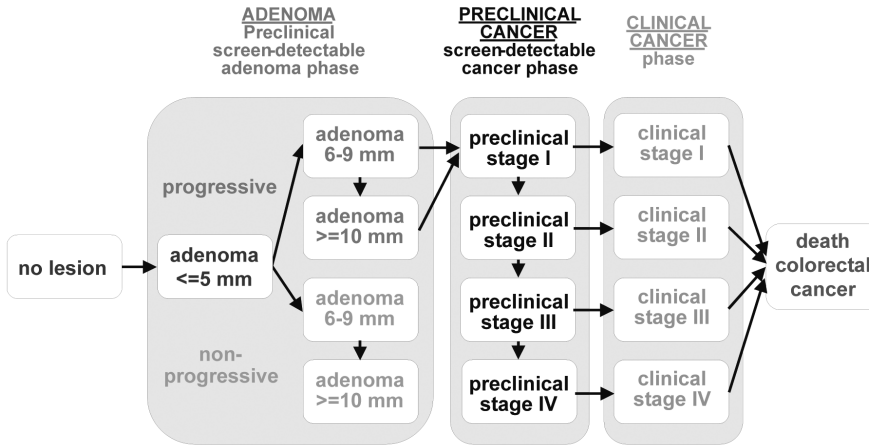 ADENOMA
Preclinical
screen-detectable
adenoma phase
PRECLINICAL
CANCER
screen-detectable
cancer phase
CLINICAL
CANCER
phase
no lesion
adenoma
<=5 mm
progressive
non-
progressive
adenoma
6-9 mm
adenoma
>=10 mm
adenoma
6-9 mm
adenoma
>=10 mm
preclinical
stage I
preclinical
stage II
preclinical
stage III
preclinical
stage IV
clinical
stage I
clinical
stage II
clinical
stage III
clinical
stage IV
death
colorectal
cancer